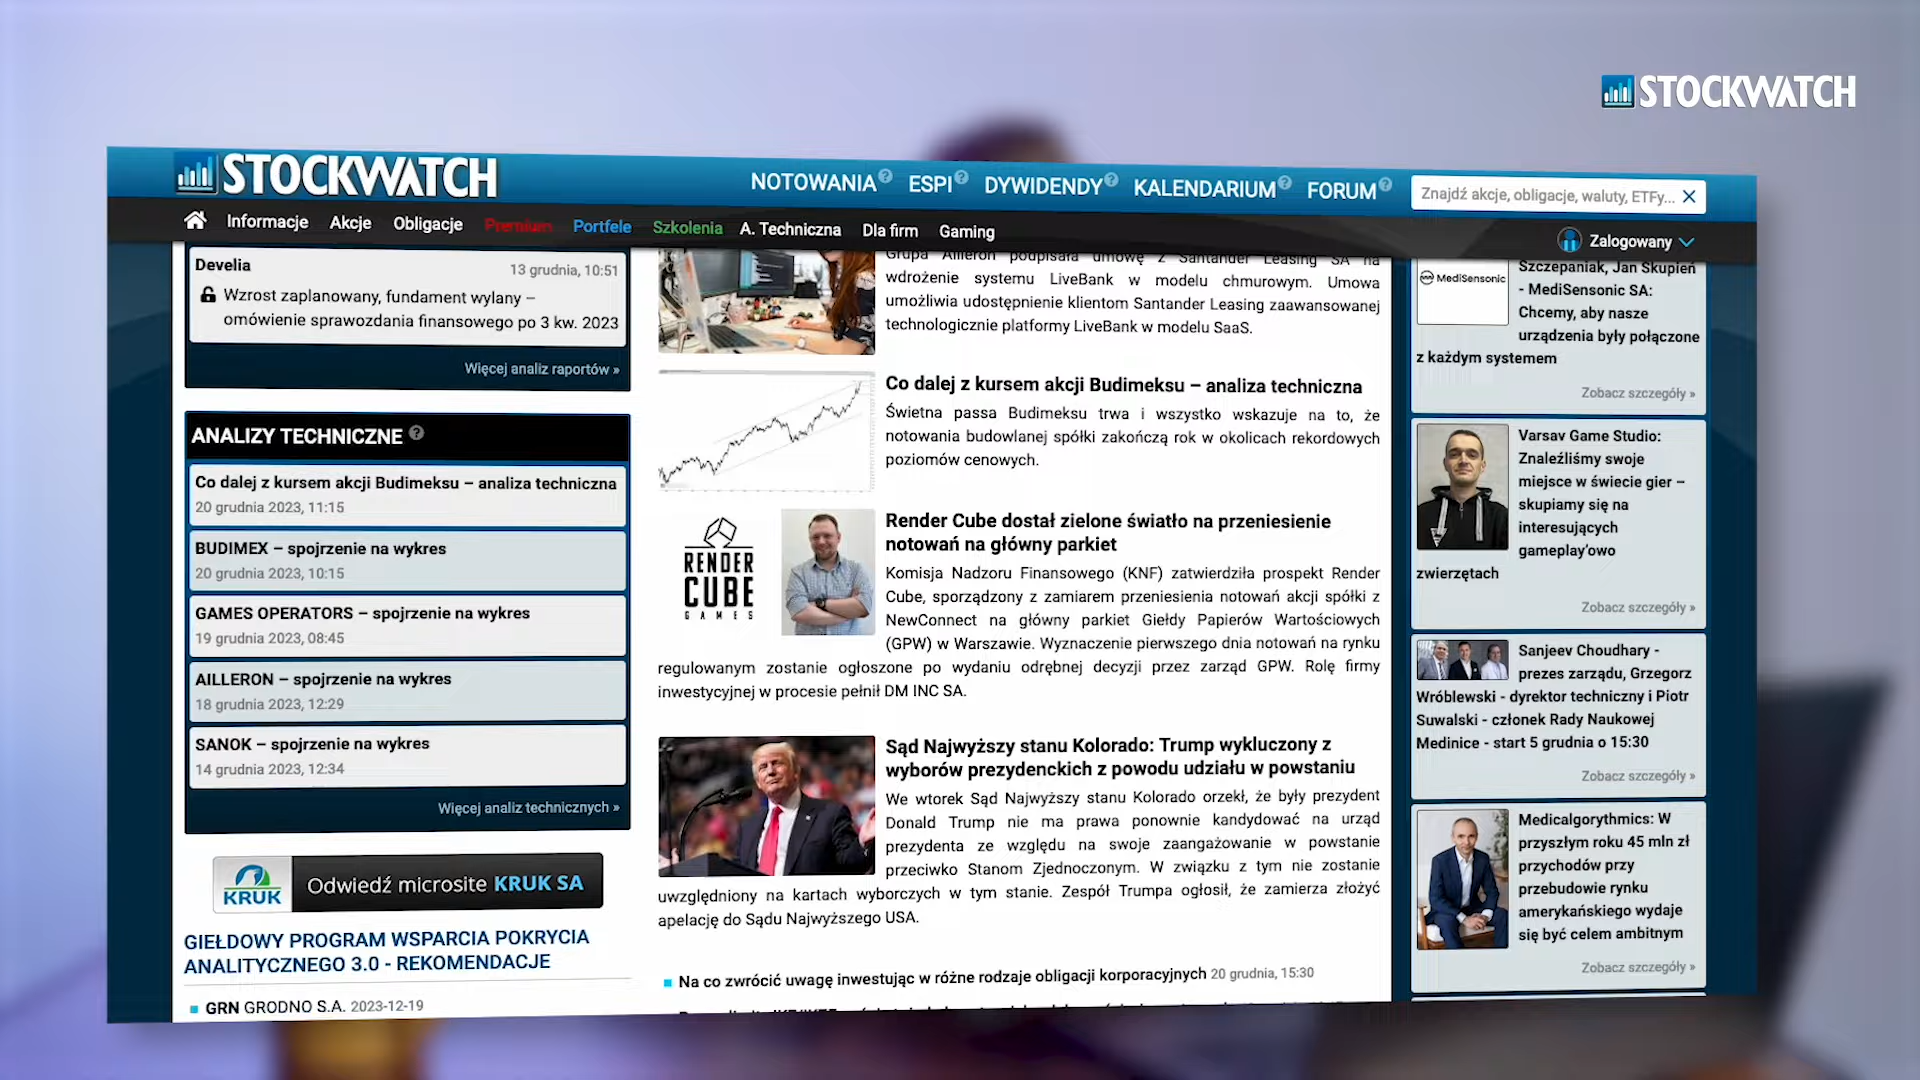 STOCKWATCH
STOCKWATCH
NOTOWANIA ?
ESPI ?
DYWIDENDY ?
KALENDARIUM ?
FORUM ?
Znajdź akcje, obligacje, waluty, ETFy...
Informacje
Akcje
Obligacje
Premium
Portfele
Szkolenia
A. Techniczna
Dla firm
Gaming
Zalogowany
Develia
13 grudnia, 10:51
Wzrost zaplanowany, fundament wylany –
omówienie sprawozdania finansowego po 3 kw. 2023
Więcej analiz raportów »
ANALIZY TECHNICZNE ?
Co dalej z kursem akcji Budimeksu – analiza techniczna
20 grudnia 2023, 11:15
BUDIMEX – spojrzenie na wykres
20 grudnia 2023, 10:15
GAMES OPERATORS – spojrzenie na wykres
19 grudnia 2023, 08:45
AILLERON – spojrzenie na wykres
18 grudnia 2023, 12:29
SANOK – spojrzenie na wykres
14 grudnia 2023, 12:34
Więcej analiz technicznych »
KRUK
Odwiedź microsite KRUK SA
GIEŁDOWY PROGRAM WSPARCIA POKRYCIA
ANALITYCZNEGO 3.0 - REKOMENDACJE
GRN GRODNO S.A. 2023-12-19
Grupa Ailleron podpisała umowę z Santander Leasing SA na
wdrożenie systemu LiveBank w modelu chmurowym. Umowa
umożliwia udostępnienie klientom Santander Leasing zaawansowanej
technologicznie platformy LiveBank w modelu SaaS.
Co dalej z kursem akcji Budimeksu – analiza techniczna
Świetna passa Budimeksu trwa i wszystko wskazuje na to, że
notowania budowlanej spółki zakończą rok w okolicach rekordowych
poziomów cenowych.
RENDER
CUBE
GAMES
Render Cube dostał zielone światło na przeniesienie
notowań na główny parkiet
Komisja Nadzoru Finansowego (KNF) zatwierdziła prospekt Render
Cube, sporządzony z zamiarem przeniesienia notowań akcji spółki z
NewConnect na główny parkiet Giełdy Papierów Wartościowych
(GPW) w Warszawie. Wyznaczenie pierwszego dnia notowań na rynku
regulowanym zostanie ogłoszone po wydaniu odrębnej decyzji przez zarząd GPW. Rolę firmy
inwestycyjnej w procesie pełnił DM INC SA.
Sąd Najwyższy stanu Kolorado: Trump wykluczony z
wyborów prezydenckich z powodu udziału w powstaniu
We wtorek Sąd Najwyższy stanu Kolorado orzekł, że były prezydent
Donald Trump nie ma prawa ponownie kandydować na urząd
prezydenta ze względu na swoje zaangażowanie w powstanie
przeciwko Stanom Zjednoczonym. W związku z tym nie zostanie
uwzględniony na kartach wyborczych w tym stanie. Zespół Trumpa ogłosił, że zamierza złożyć
apelację do Sądu Najwyższego USA.
Na co zwrócić uwagę inwestując w różne rodzaje obligacji korporacyjnych 20 grudnia, 15:30
MediSensonic
Szczepaniak, Jan Skupień
- MediSensonic SA:
Chcemy, aby nasze
urządzenia były połączone
z każdym systemem
Zobacz szczegóły »
Varsav Game Studio:
Znaleźliśmy swoje
miejsce w świecie gier –
skupiamy się na
interesujących
gameplay'owo
zwierzętach
Zobacz szczegóły »
Sanjeev Choudhary -
prezes zarządu, Grzegorz
Wróblewski - dyrektor techniczny i Piotr
Suwalski - członek Rady Naukowej
Medinice - start 5 grudnia o 15:30
Zobacz szczegóły »
Medicalgorythmics: W
przyszłym roku 45 mln zł
przychodów przy
przebudowie rynku
amerykańskiego wydaje
się być celem ambitnym
Zobacz szczegóły »